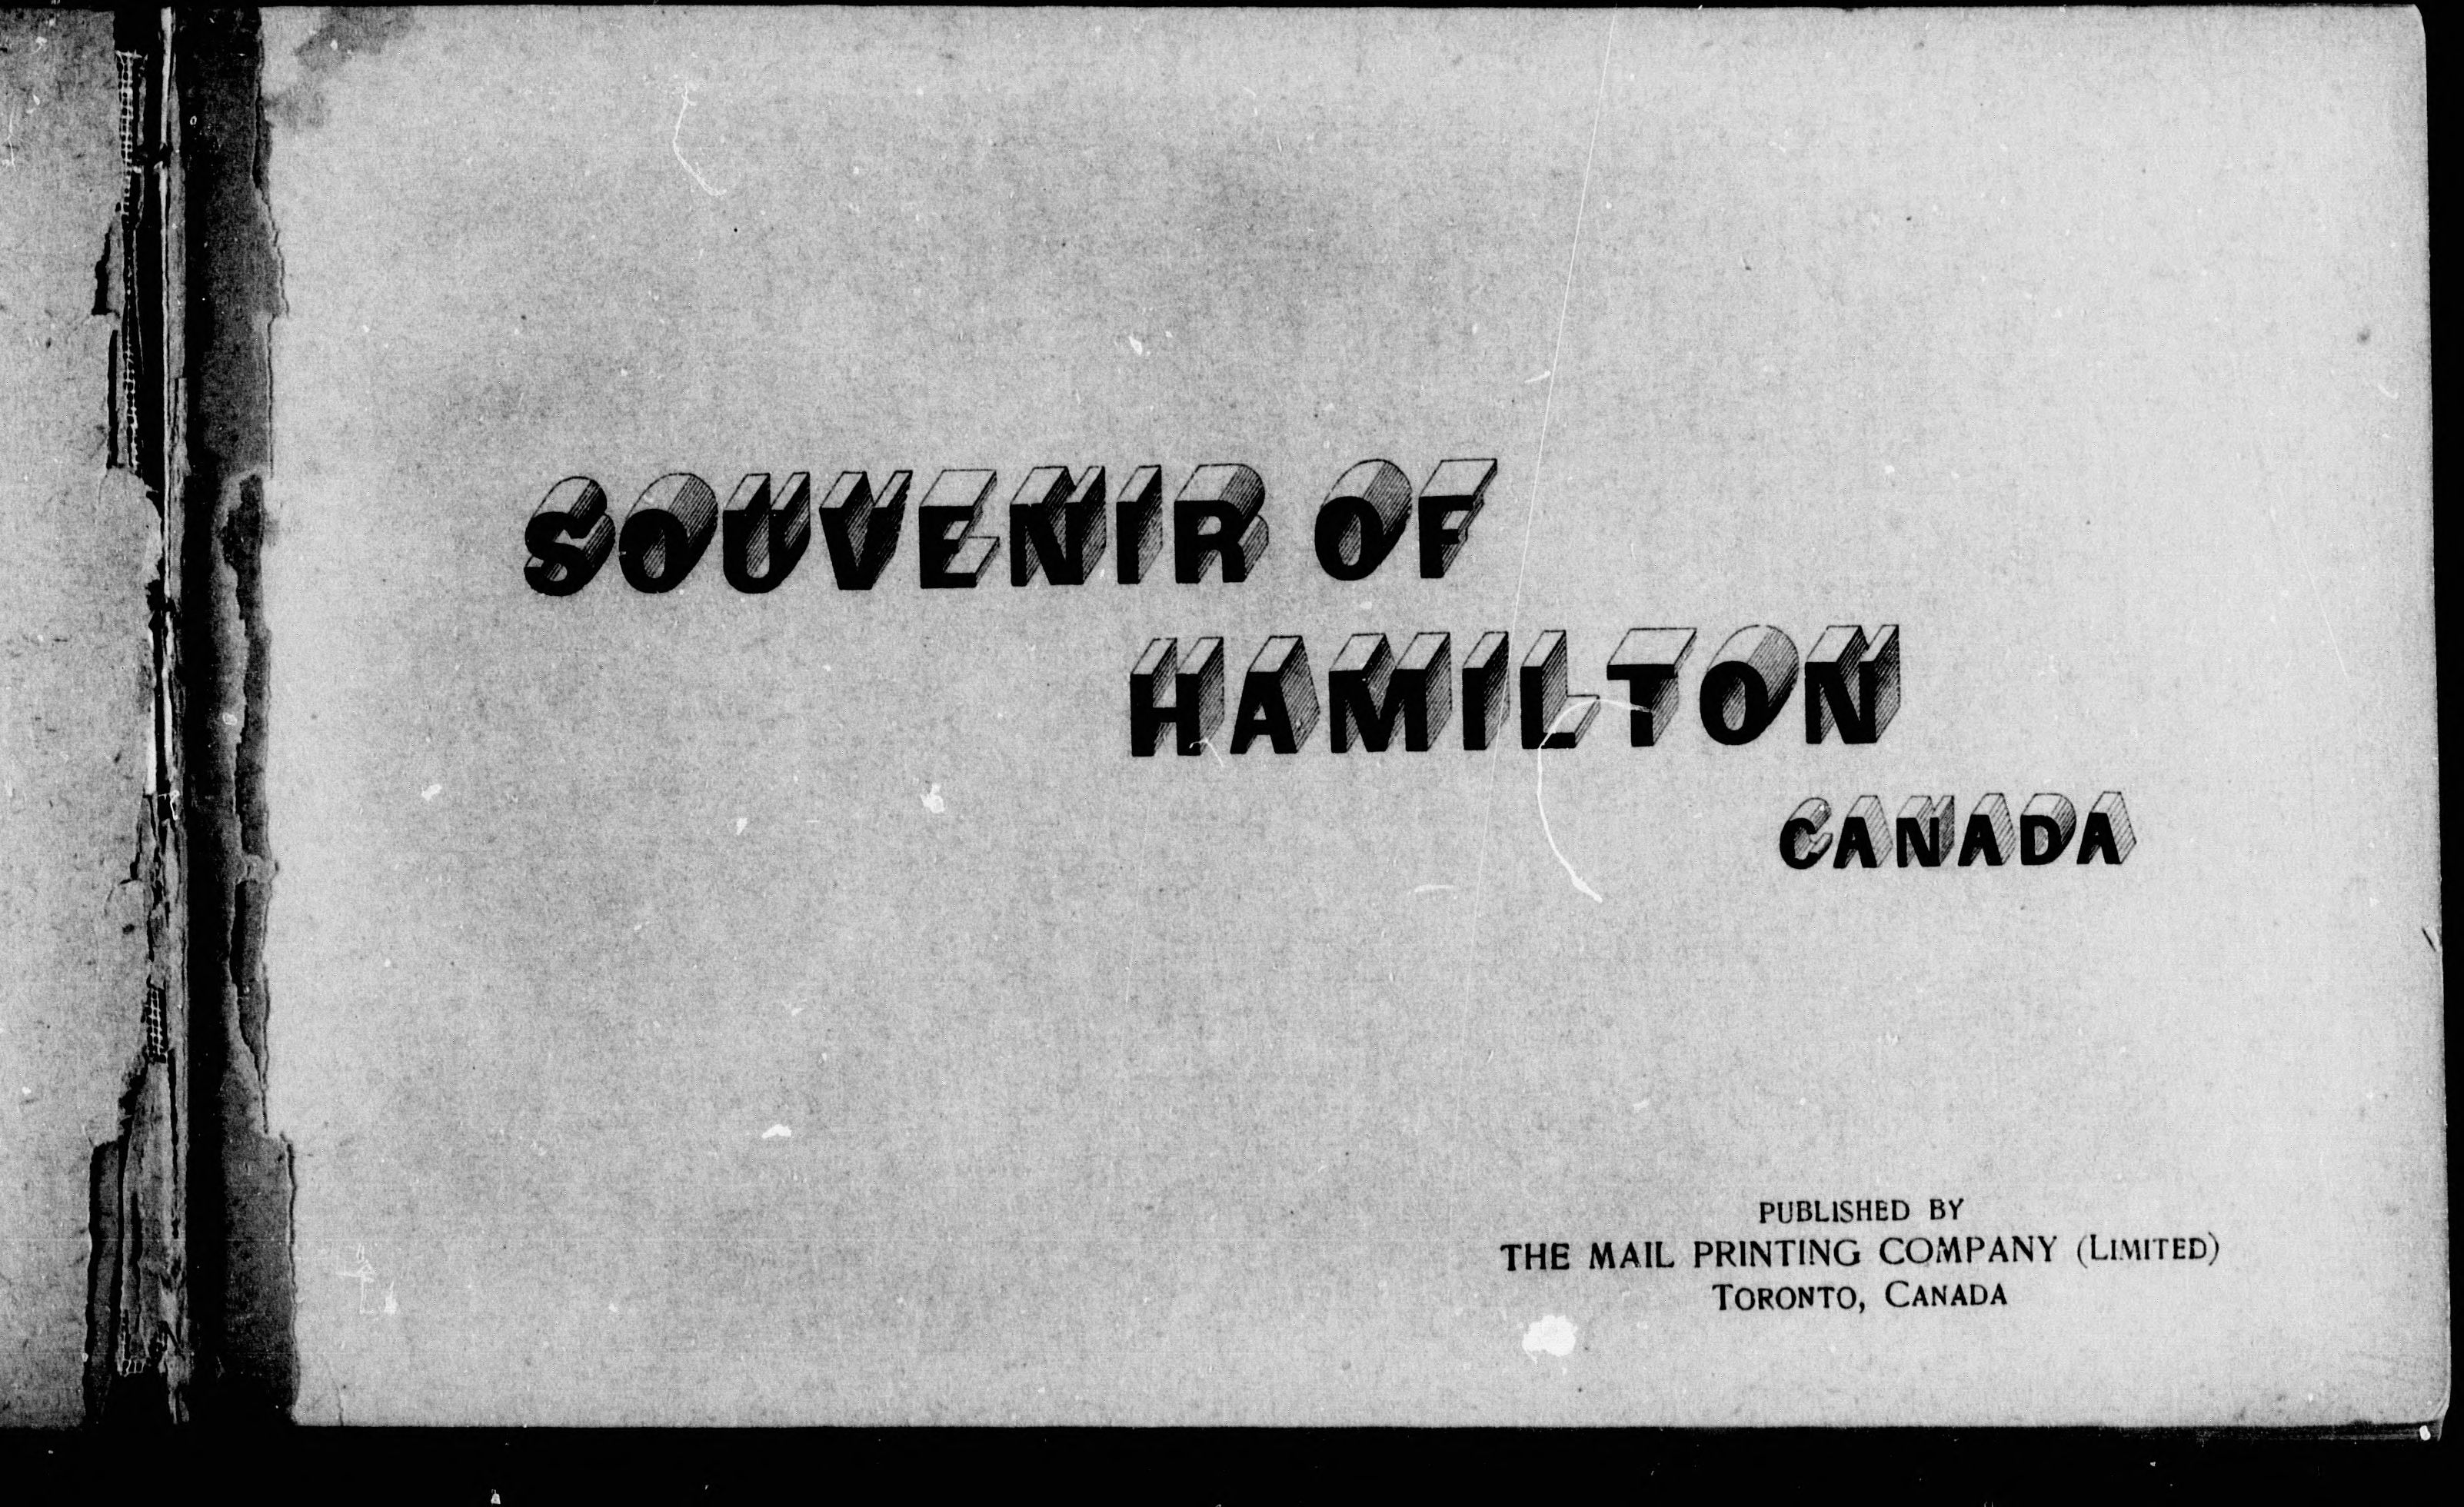 SOUVENIR OF
HAMILTON
CANADA
PUBLISHED BY
THE MAIL PRINTING COMPANY (LIMITED)
TORONTO, CANADA